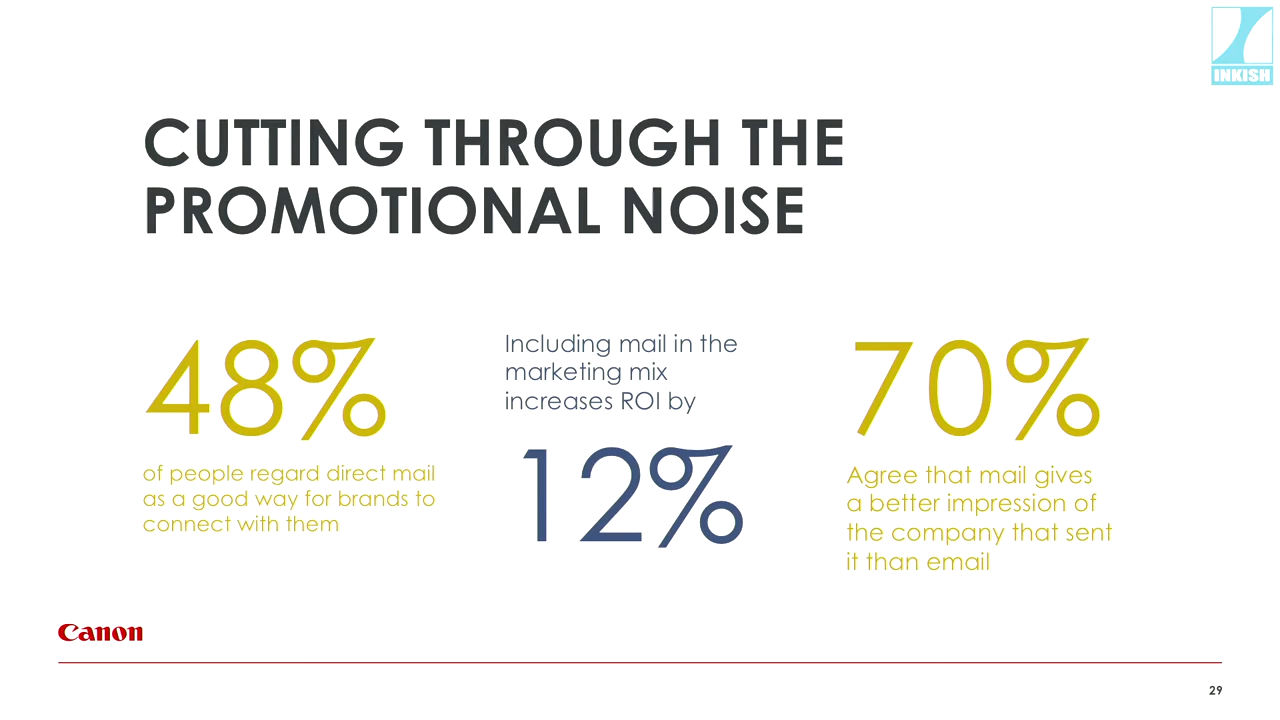 INKISH
CUTTING THROUGH THE
PROMOTIONAL NOISE
48%
of people regard direct mail
as a good way for brands to
connect with them
Including mail in the
marketing mix
increases ROI by
12%
70%
Agree that mail gives
a better impression of
the company that sent
it than email
Canon
29